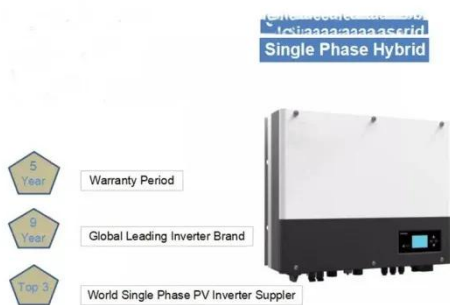 Single Phase Hybrid
5
Year
Warranty Period
9
Year
Global Leading Inverter Brand
Top 3
World Single Phase PV Inverter Suppler